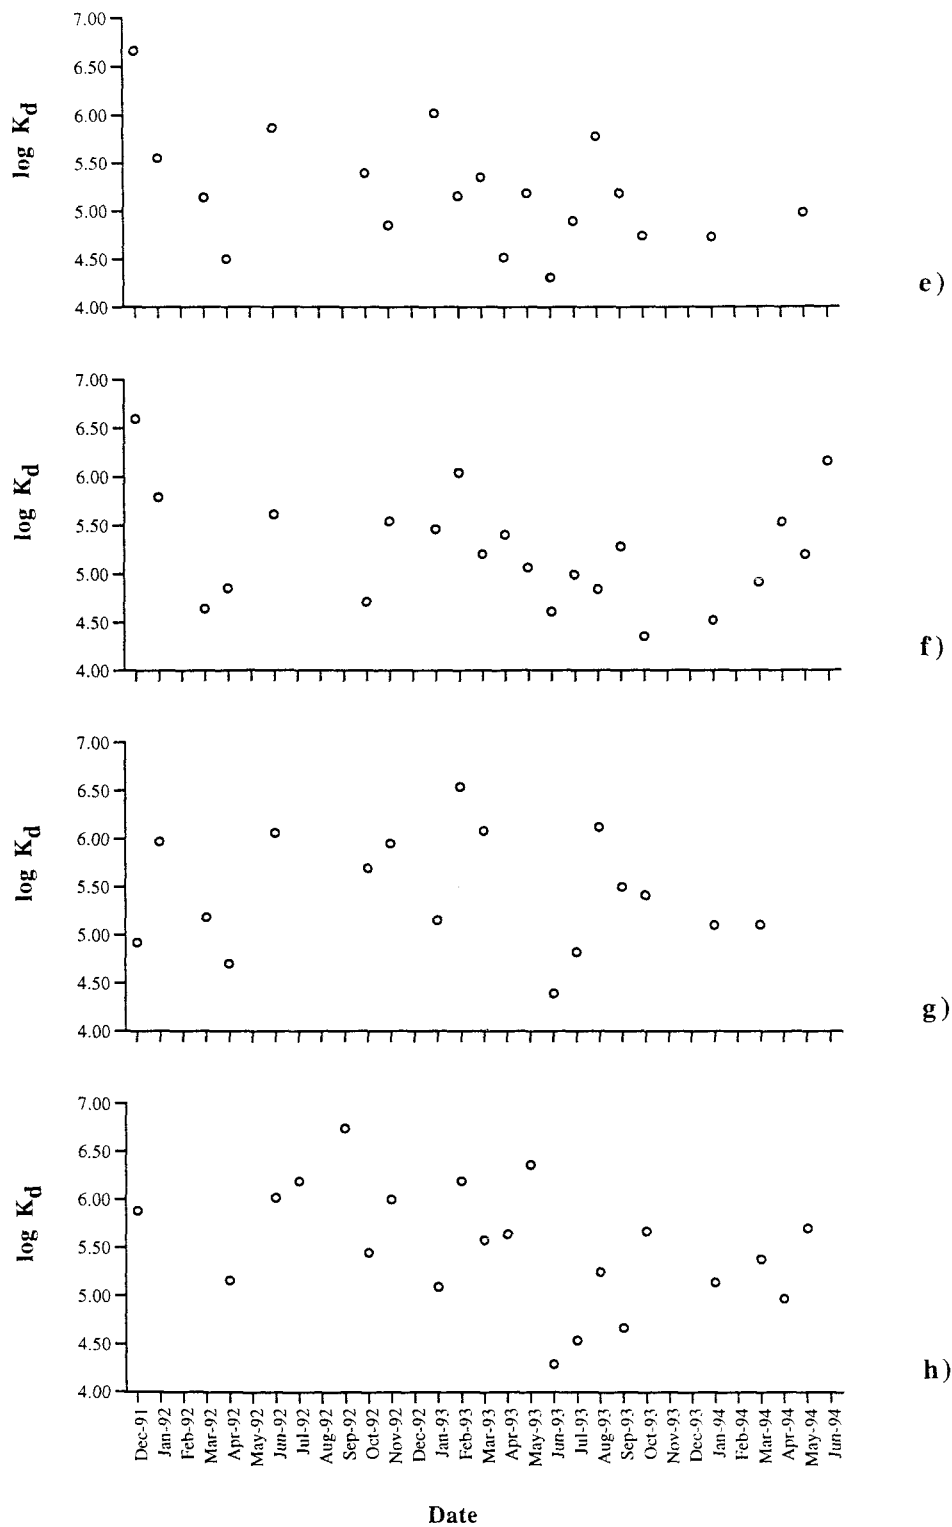 7.00
6.50
6.00
5.50
5.00
4.50
4.00
log Kd
e)
7.00
6.50
6.00
5.50
5.00
4.50
4.00
log Kd
f)
7.00
6.50
6.00
5.50
5.00
4.50
4.00
log Kd
g)
7.00
6.50
6.00
5.50
5.00
4.50
4.00
log Kd
h)
Dec-91
Jan-92
Feb-92
Mar-92
Apr-92
May-92
Jun-92
Jul-92
Aug-92
Sep-92
Oct-92
Nov-92
Dec-92
Jan-93
Feb-93
Mar-93
Apr-93
May-93
Jun-93
Jul-93
Aug-93
Sep-93
Oct-93
Nov-93
Dec-93
Jan-94
Feb-94
Mar-94
Apr-94
May-94
Jun-94
Date